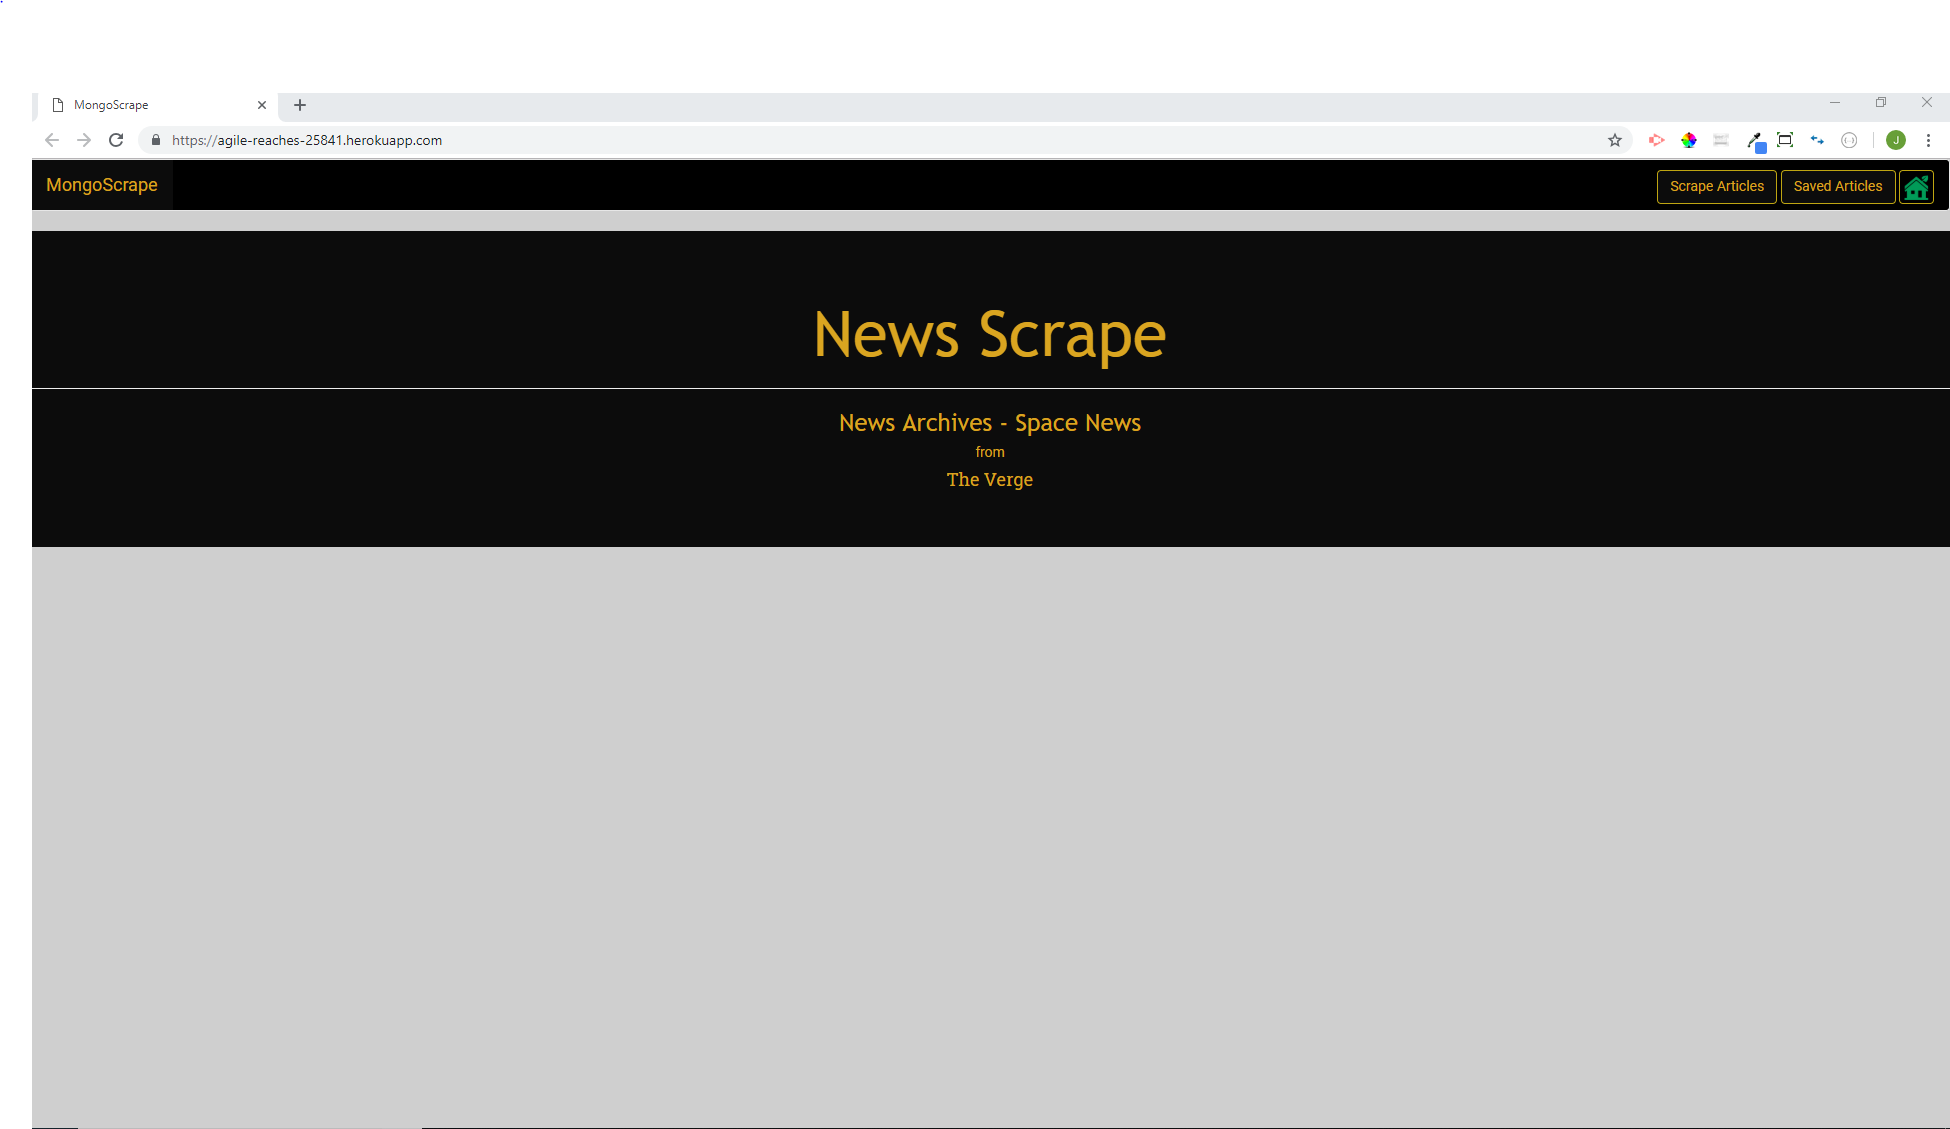 MongoScrape
https://agile-reaches-25841.herokuapp.com
J
MongoScrape
Scrape Articles
Saved Articles
News Scrape
News Archives - Space News
from
The Verge